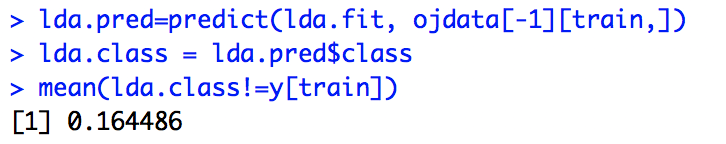 > lda.pred=predict(lda.fit, ojdata[-1][train,])
> lda.class = lda.pred$class
> mean(lda.class!=y[train])
[1] 0.164486